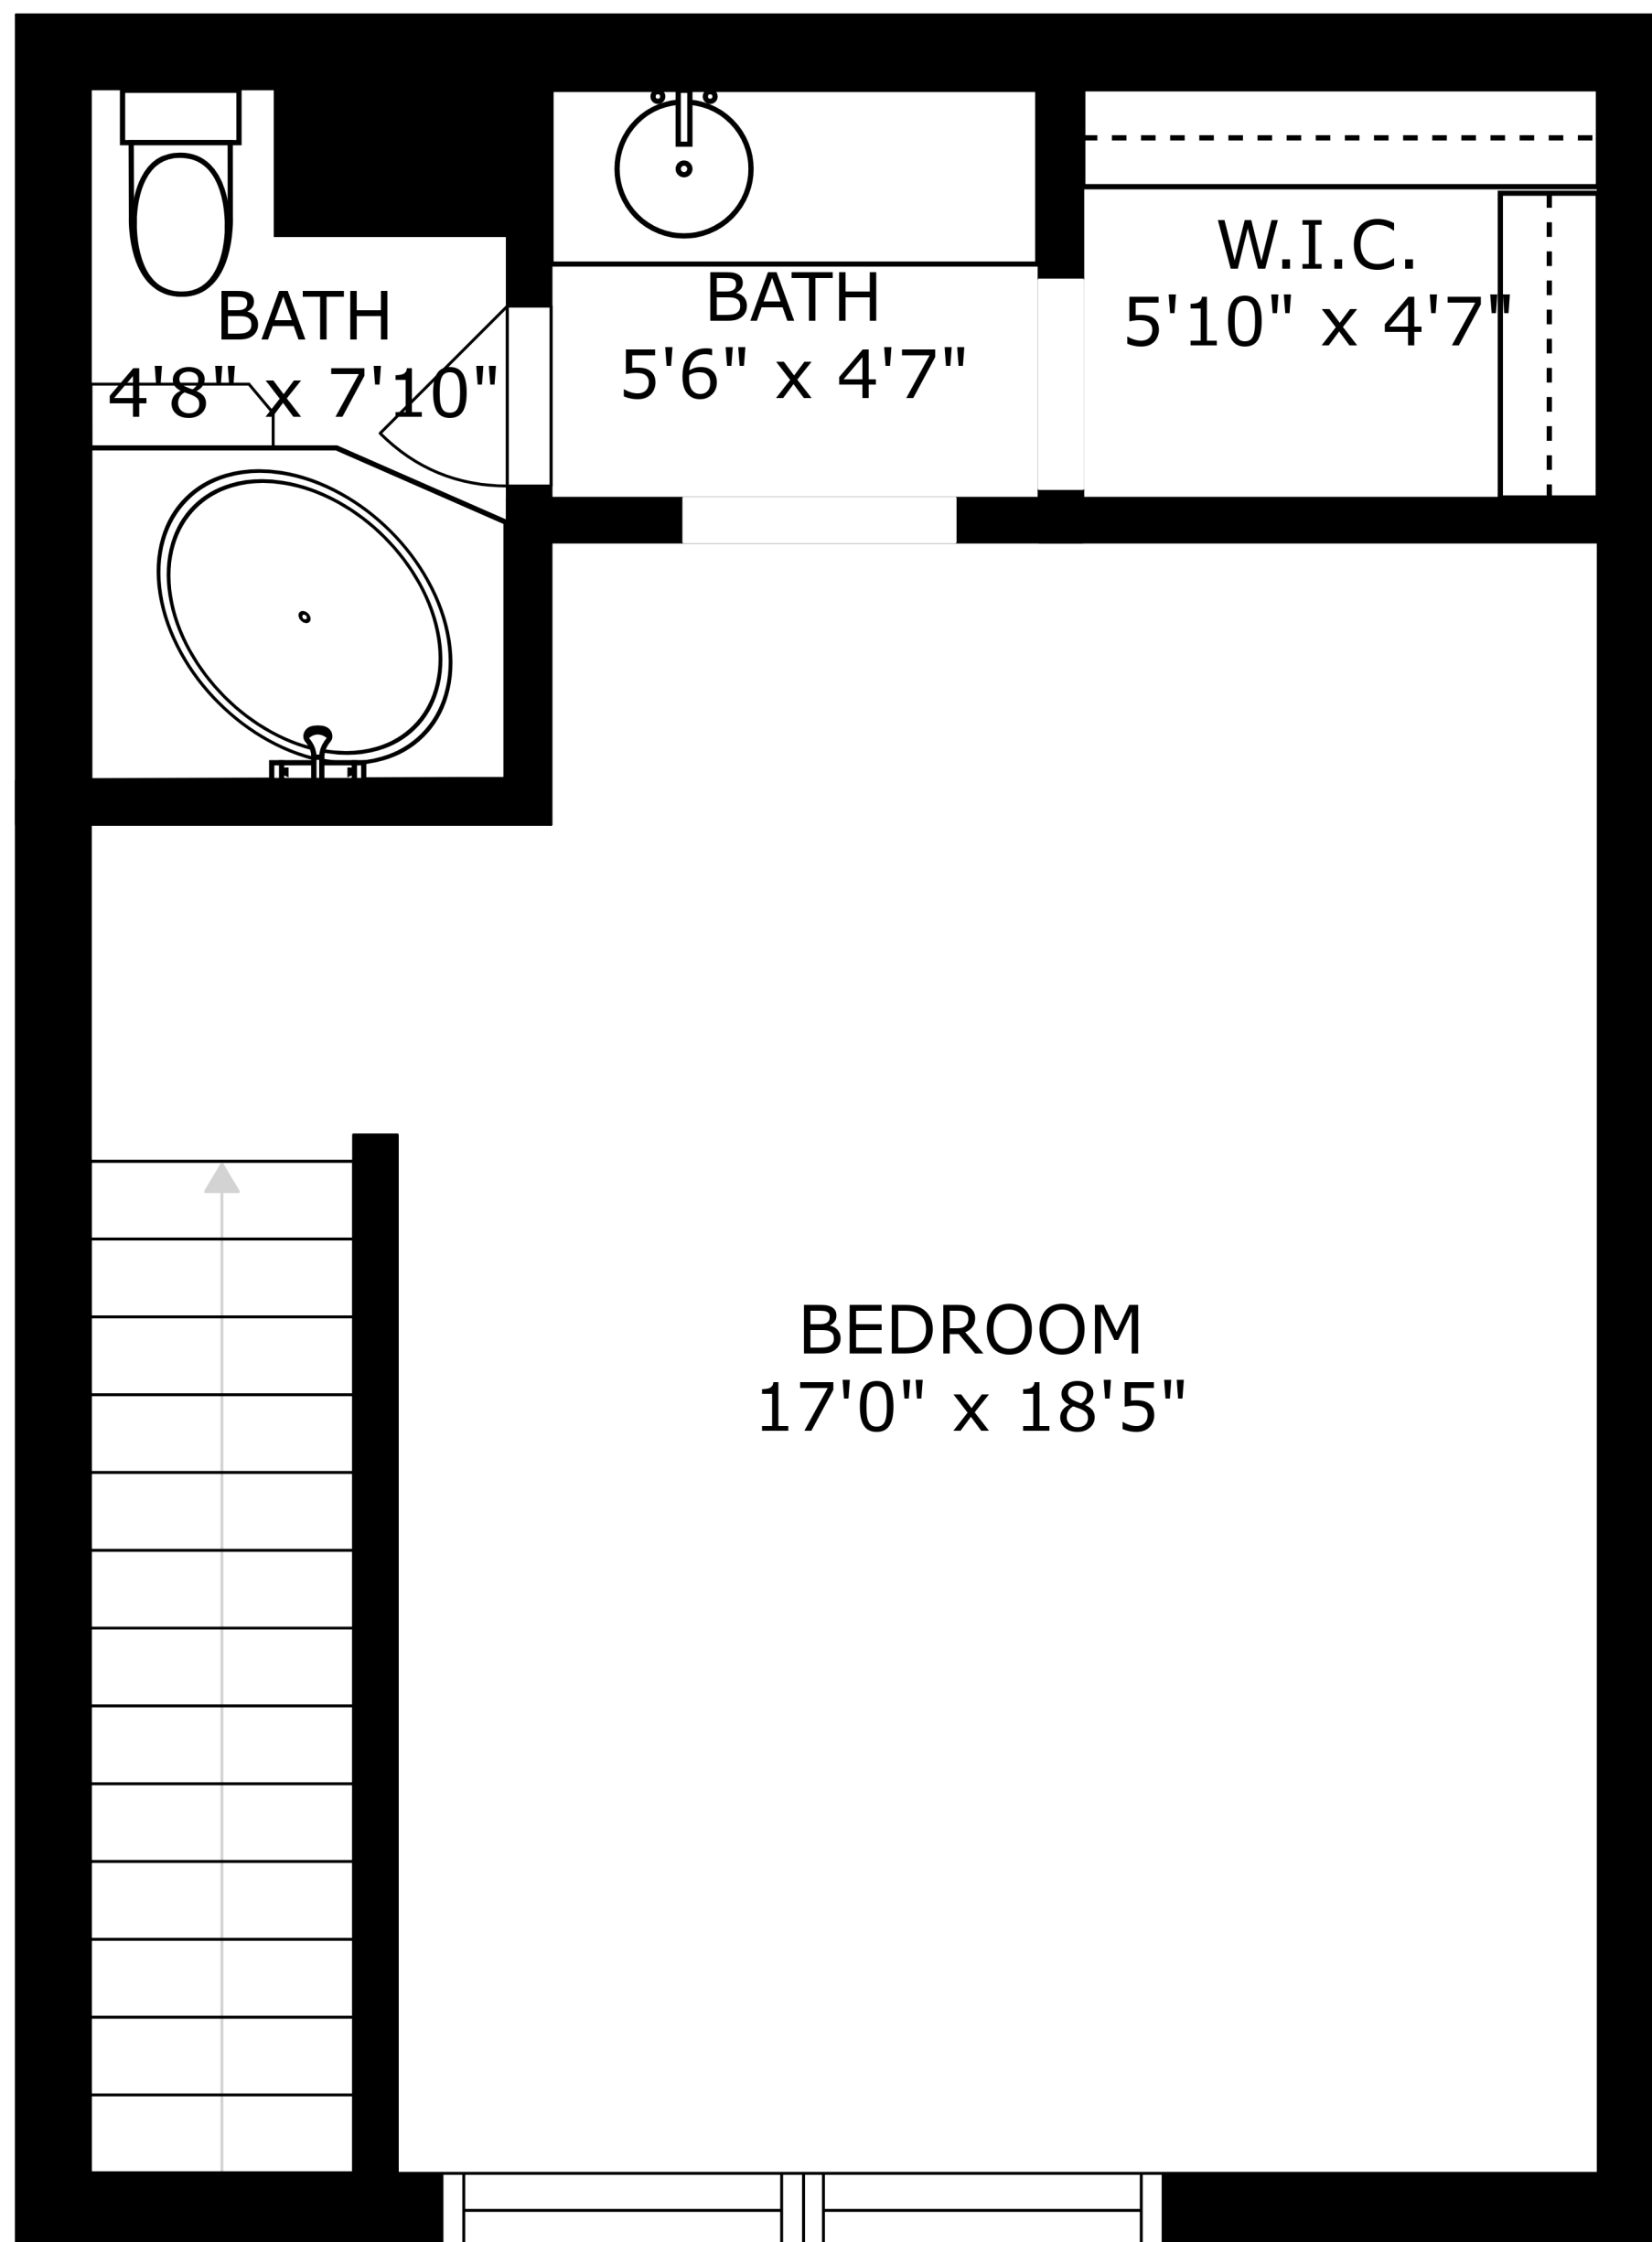 BATH
4'8" x 7'10"
BATH
5'6" x 4'7"
W.I.C.
5'10" x 4'7"
BEDROOM
17'0" x 18'5"